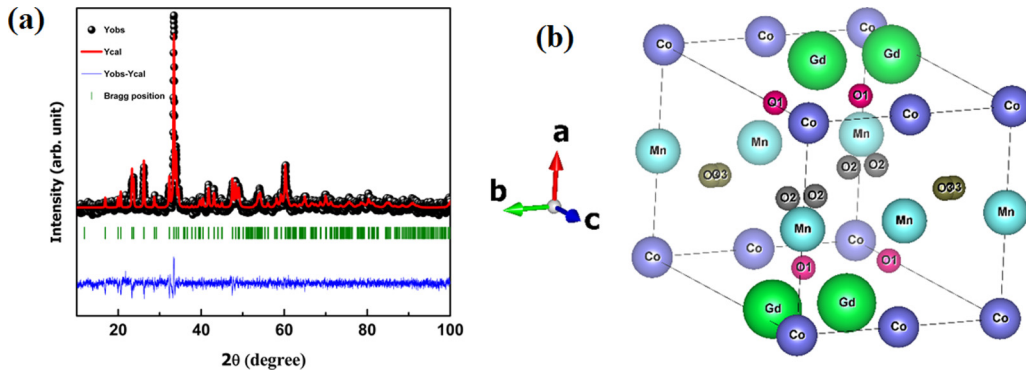 (a)
Yobs
Ycal
Yobs-Ycal
Bragg position
Intensity (arb. unit)
20 40 60 80 100
2θ (degree)
(b)
Co Co Co
Gd Gd
O1 O1
Co Co Co
Mn Mn Mn
O2 O2
O3
O2 O2
Mn Mn Mn
Co Co Co
O1 O1
Gd Gd
Co Co Co
a
b
c